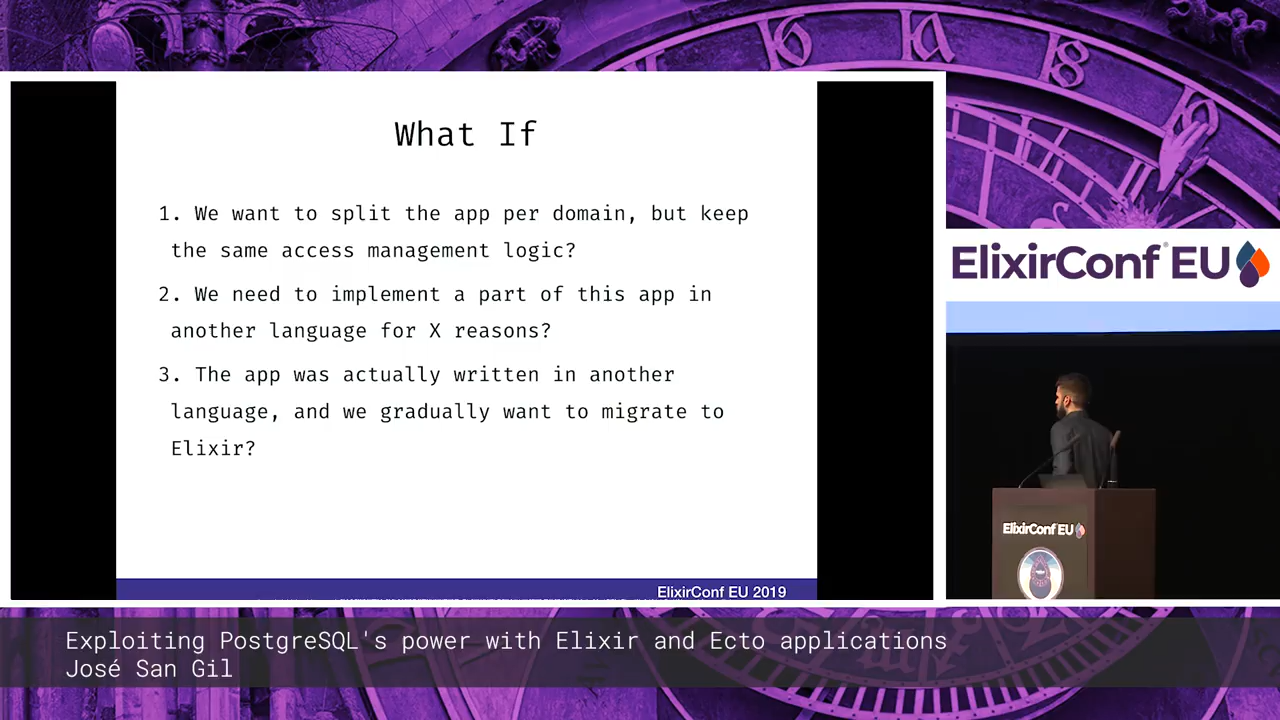 What If
1. We want to split the app per domain, but keep
the same access management logic?
2. We need to implement a part of this app in
another language for X reasons?
3. The app was actually written in another
language, and we gradually want to migrate to
Elixir?
ElixirConf EU 2019
ElixirConf® EU
ElixirConf EU
Exploiting PostgreSQL's power with Elixir and Ecto applications
José San Gil